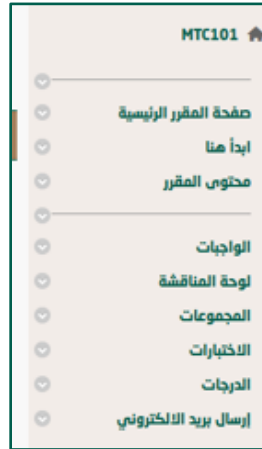 MTC101
صفحة المقرر الرئيسية
ابدأ هنا
محتوى المقرر
الواجبات
لوحة المناقشة
المجموعات
الاختبارات
الدرجات
إرسال بريد الالكتروني